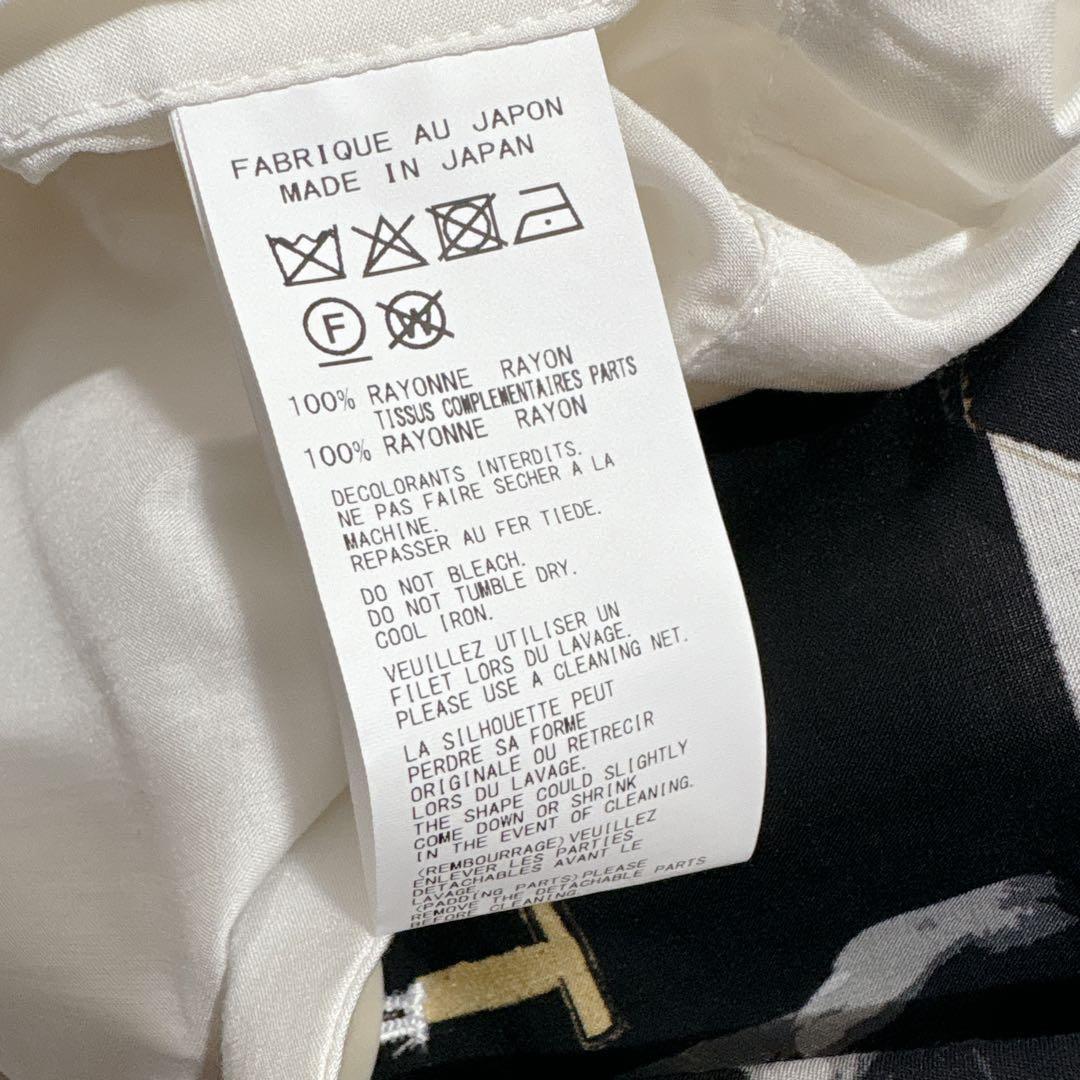 FABRIQUE AU JAPON
MADE IN JAPAN
F W
100% RAYONNE RAYON
TISSUS COMPLEMENTAIRES PARTS
100% RAYONNE RAYON
DECOLORANTS INTERDITS.
NE PAS FAIRE SECHER A LA
MACHINE.
REPASSER AU FER TIEDE.
DO NOT BLEACH.
DO NOT TUMBLE DRY.
COOL IRON.
VEUILLEZ UTILISER UN
FILET LORS DU LAVAGE.
PLEASE USE A CLEANING NET.
LA SILHOUETTE PEUT
PERDRE SA FORME
ORIGINALE OU RETRECIR
LORS DU LAVAGE.
THE SHAPE COULD SLIGHTLY
COME DOWN OR SHRINK
IN THE EVENT OF CLEANING.
(REMBOURRAGE)VEUILLEZ
ENLEVER LES PARTIES
DETACHABLES AVANT LE
LAVAGE.
(PADDING PARTS)PLEASE
REMOVE THE DETACHABLE PARTS
BEFORE CLEANING.